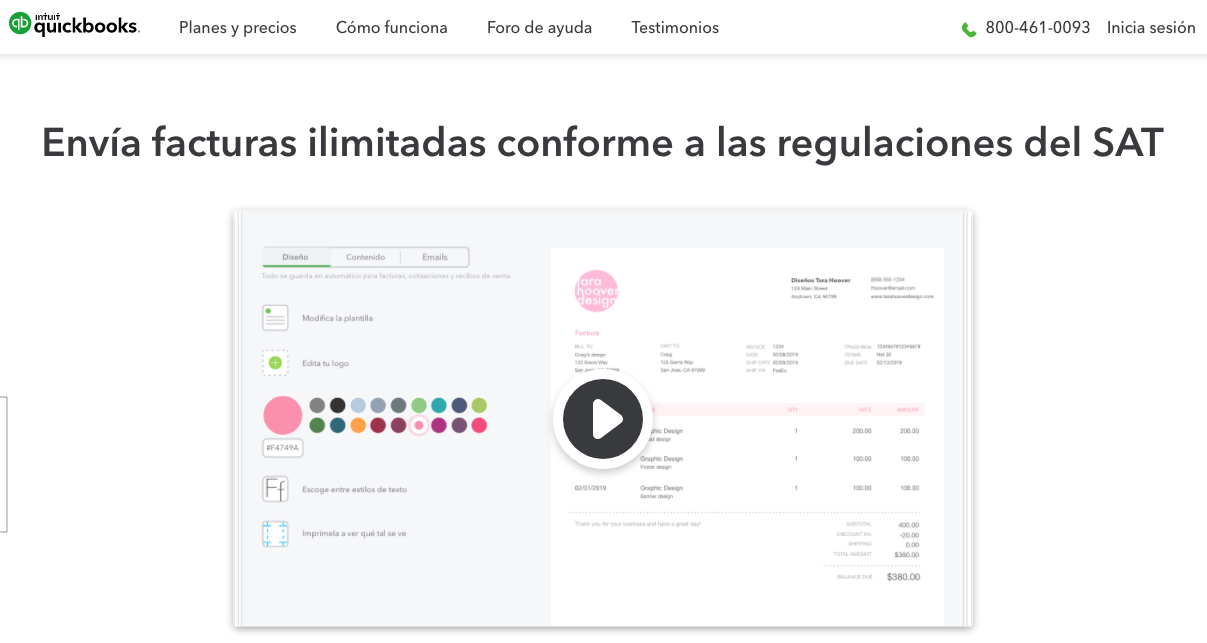 intuit
quickbooks.
Planes y precios
Cómo funciona
Foro de ayuda
Testimonios
800-461-0093
Inicia sesión
Envía facturas ilimitadas conforme a las regulaciones del SAT
Diseño
Contenido
Emails
Todo se guarda en automático para facturas, cotizaciones y recibos de venta.
Modifica la plantilla
Edita tu logo
#F4749A
Ff
Escoge entre estilos de texto
Imprímela a ver qué tal se ve
tara
hoover
design
Diseños Tara Hoover
123 Main Street
Anytown, CA
(650) 555-1234
thoover@email.com
www.tarahooverdesign.com
Factura
BILL TO
Craig's design
123 Sierra Way
SHIP TO
Craig
123 Sierra Way
San Jose, CA
INVOICE 1234
DATE 02/08/2019
SHIP DATE 02/08/2019
SHIP VIA FedEx
TRACKING#
TERMS Net 30
DUE DATE 02/13/2019
QTY RATE AMOUNT
Graphic Design 1 200.00 200.00
design
Graphic Design 1 100.00 100.00
Poster design
02/01/2019 Graphic Design 1 100.00 100.00
Banner design
Thank you for your business and have a great day!
SUBTOTAL 400.00
DISCOUNT 5% -20.00
SHIPPING 0.00
TOTAL AMOUNT $380.00
BALANCE DUE $380.00